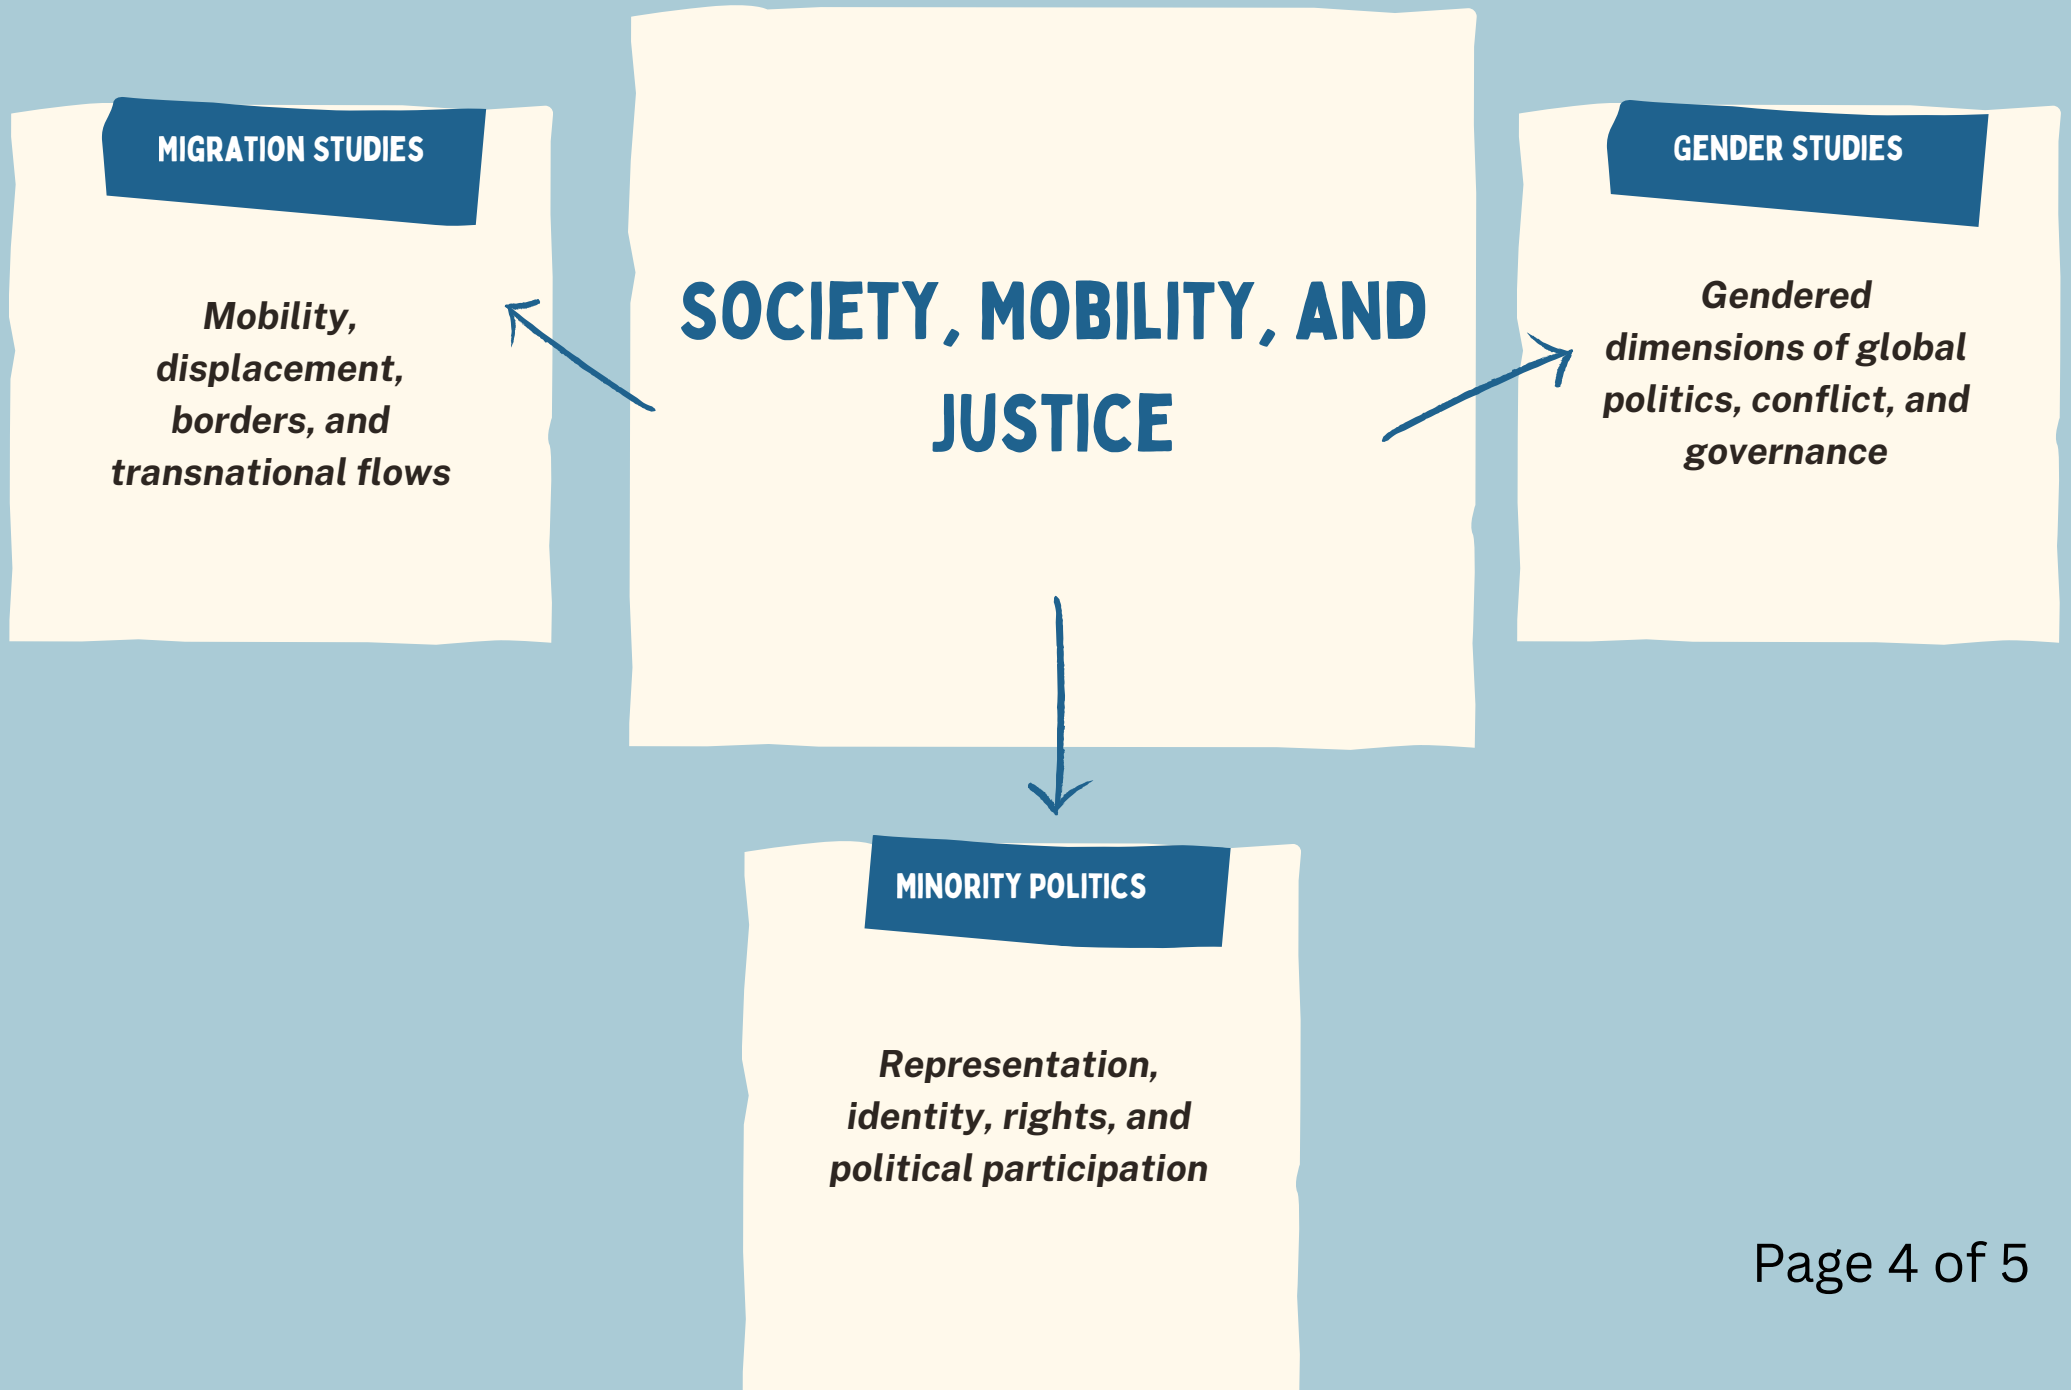 MIGRATION STUDIES
Mobility,
displacement,
borders, and
transnational flows
SOCIETY, MOBILITY, AND
JUSTICE
GENDER STUDIES
Gendered
dimensions of global
politics, conflict, and
governance
MINORITY POLITICS
Representation,
identity, rights, and
political participation
Page 4 of 5